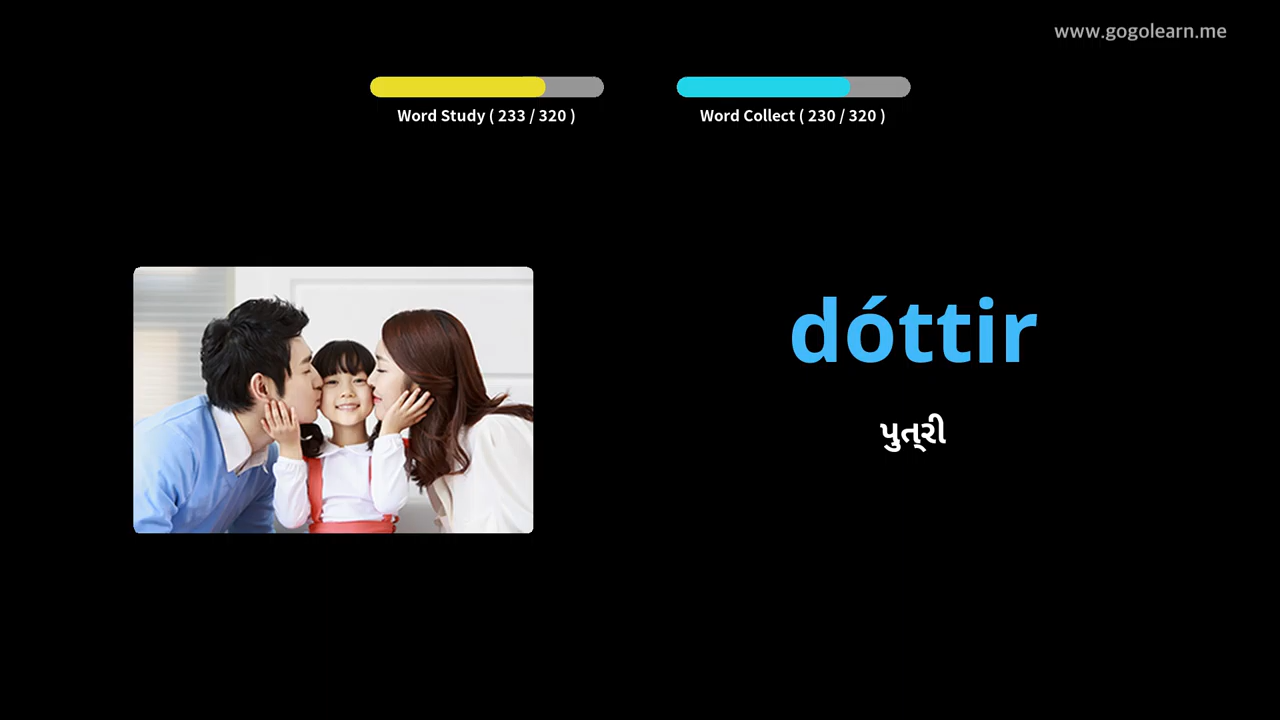 www.gogolearn.me
Word Study ( 233 / 320 )
Word Collect ( 230 / 320 )
dóttir
પુત્રી